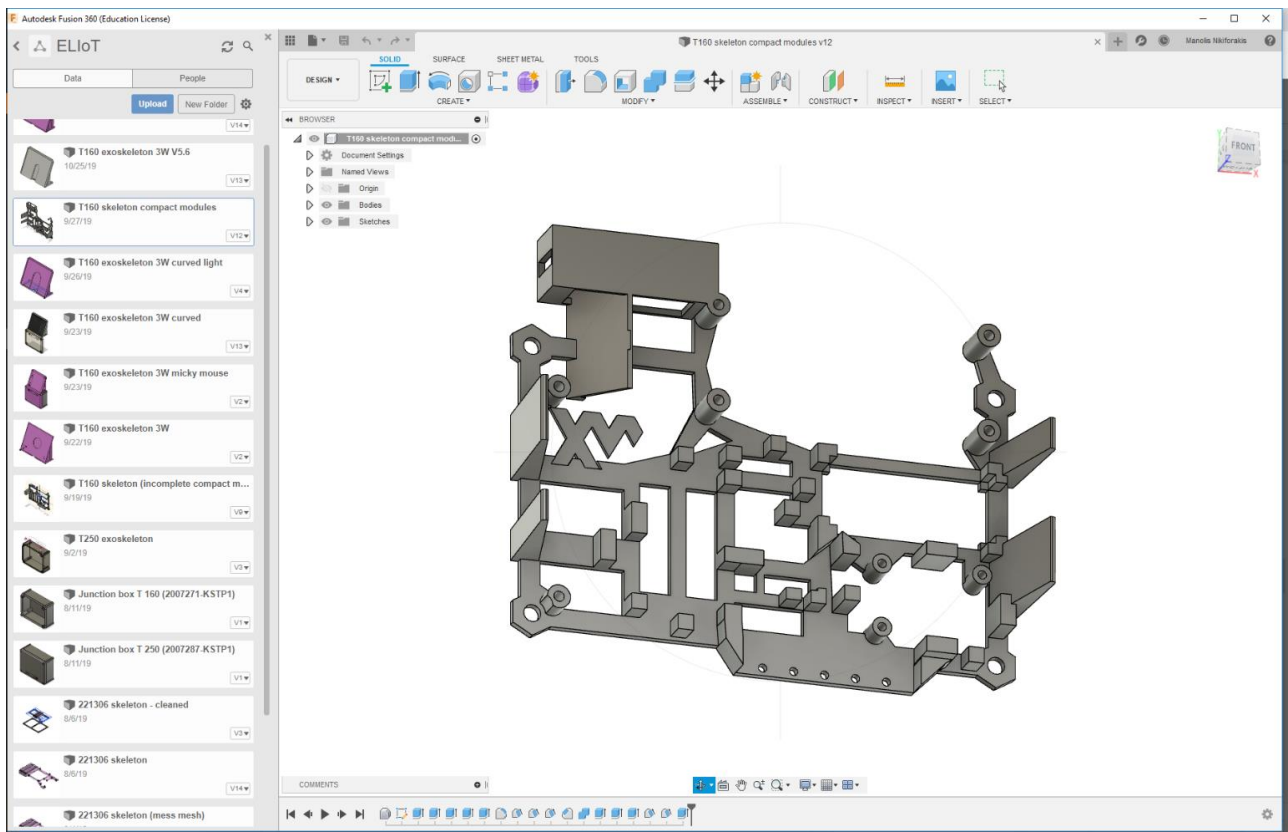 Autodesk Fusion 360 (Education License)
ELIoT
Data People
Upload New Folder
V14
T160 exoskeleton 3W V5.6
10/25/19
V13
T160 skeleton compact modules
9/27/19
V12
T160 exoskeleton 3W curved light
9/26/19
V4
T160 exoskeleton 3W curved
9/23/19
V13
T160 exoskeleton 3W micky mouse
9/23/19
V2
T160 exoskeleton 3W
9/22/19
V2
T160 skeleton (incomplete compact m...
9/19/19
V9
T250 exoskeleton
9/2/19
V3
Junction box T 160 (2007271-KSTP1)
8/11/19
V1
Junction box T 250 (2007287-KSTP1)
8/11/19
V1
221306 skeleton - cleaned
8/6/19
V3
221306 skeleton
8/6/19
V14
221306 skeleton (mess mesh)
T160 skeleton compact modules v12
Manolis Nikiforakis
SOLID SURFACE SHEET METAL TOOLS
DESIGN
CREATE MODIFY ASSEMBLE CONSTRUCT INSPECT INSERT SELECT
BROWSER
T160 skeleton compact modi...
Document Settings
Named Views
Origin
Bodies
Sketches
FRONT
Z
X
COMMENTS